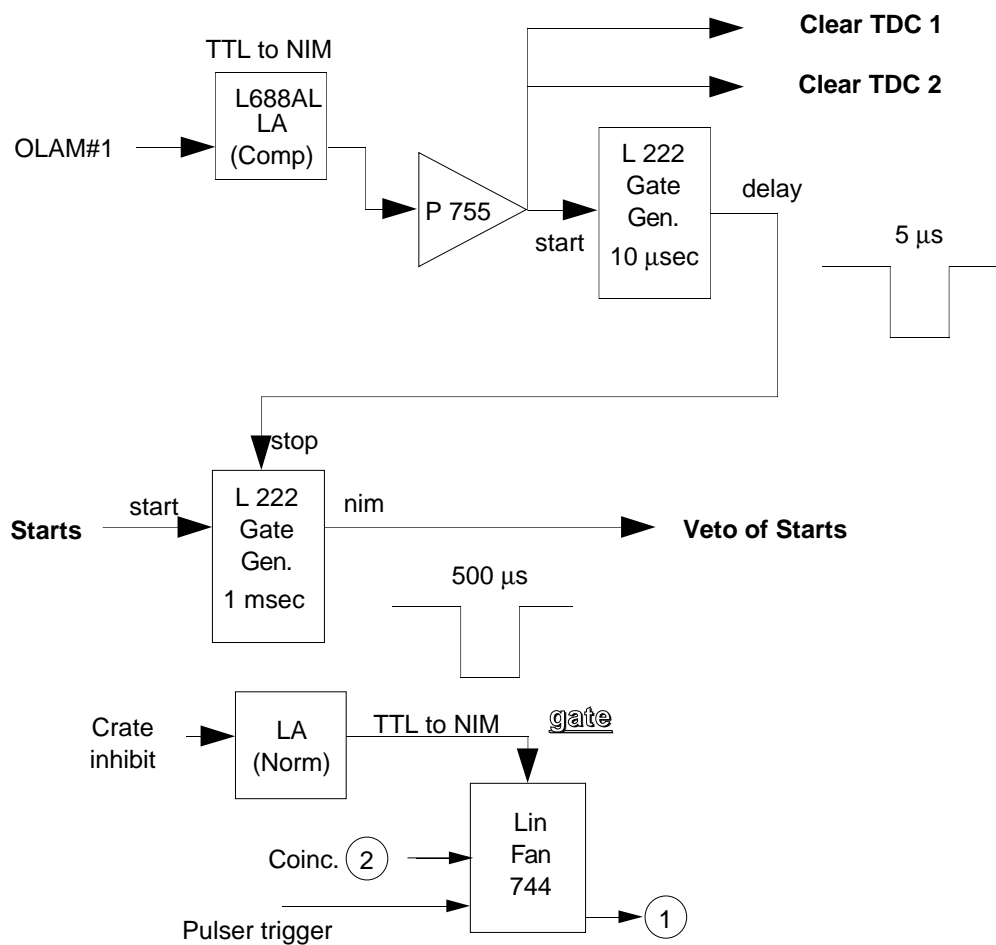 Clear TDC 1
TTL to NIM
Clear TDC 2
L688AL
LA
(Comp)
OLAM#1
L 222
Gate
Gen.
10 μsec
delay
P 755
start
5 μs
stop
start
L 222
Gate
Gen.
1 msec
nim
Starts
Veto of Starts
500 μs
gate
Crate
inhibit
LA
(Norm)
TTL to NIM
Lin
Fan
744
Coinc. 2
1
Pulser trigger